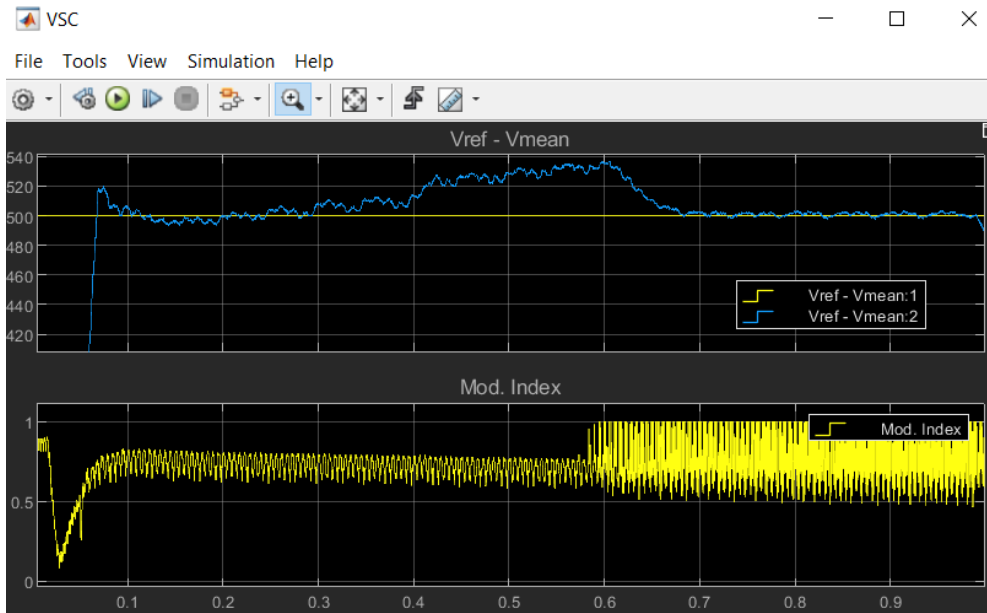 VSC
File Tools View Simulation Help
Vref - Vmean
540
520
500
480
460
440
420
Vref - Vmean:1
Vref - Vmean:2
Mod. Index
1
0.5
0
Mod. Index
0.1 0.2 0.3 0.4 0.5 0.6 0.7 0.8 0.9